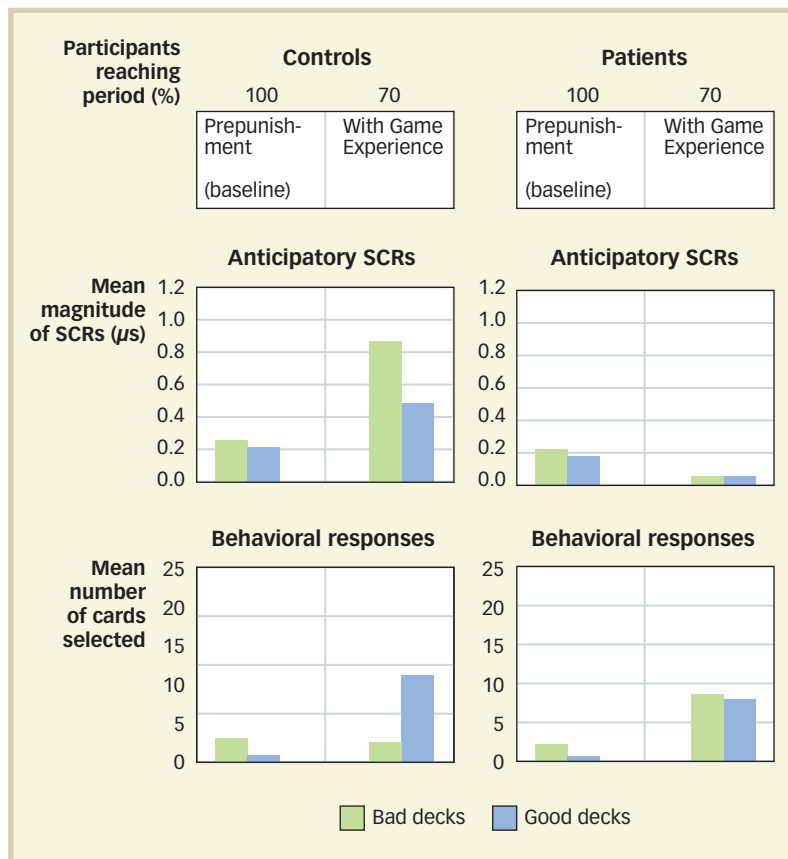 Participants
reaching
period (%)
Controls
100 70
Prepunish-
ment
(baseline)
With Game
Experience
Patients
100 70
Prepunish-
ment
(baseline)
With Game
Experience
Mean
magnitude
of SCRs (µs)
Anticipatory SCRs
1.2
1.0
0.8
0.6
0.4
0.2
0.0
Anticipatory SCRs
1.2
1.0
0.8
0.6
0.4
0.2
0.0
Mean
number
of cards
selected
Behavioral responses
25
20
15
10
5
0
Behavioral responses
25
20
15
10
5
0
Bad decks Good decks